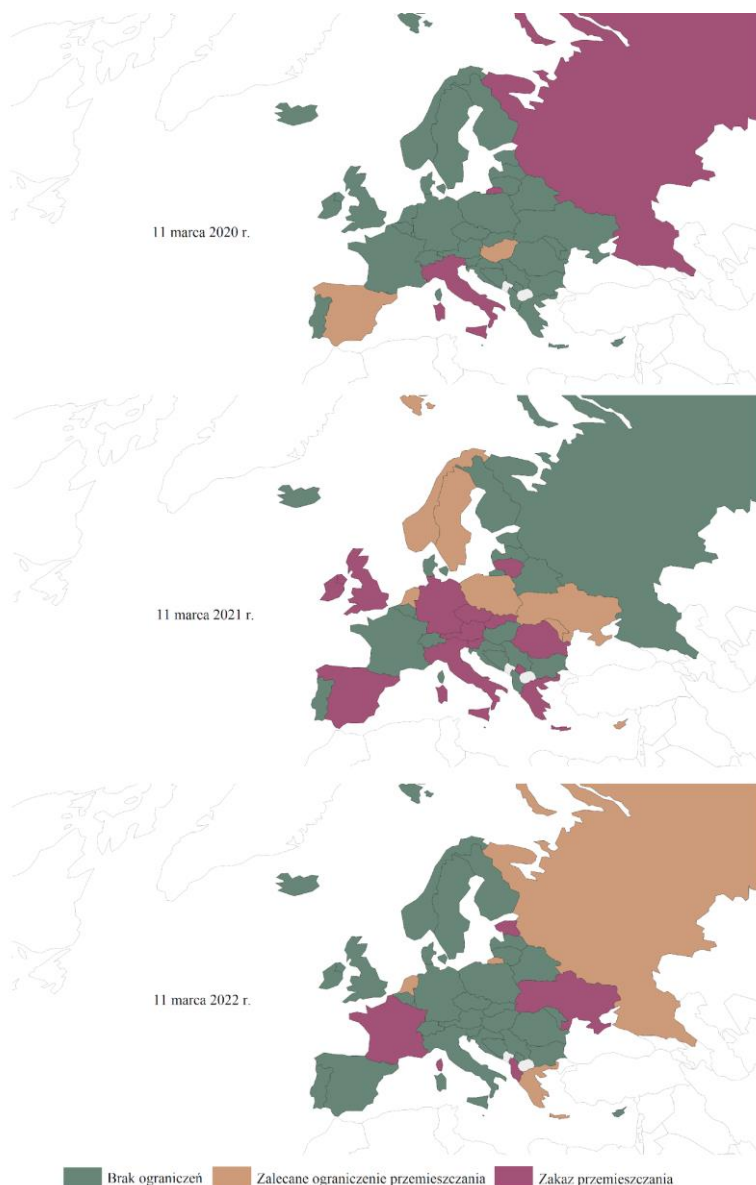 11 marca 2020 r.
11 marca 2021 r.
11 marca 2022 r.
Brak ograniczeń Zalecane ograniczenie przemieszczania Zakaz przemieszczania